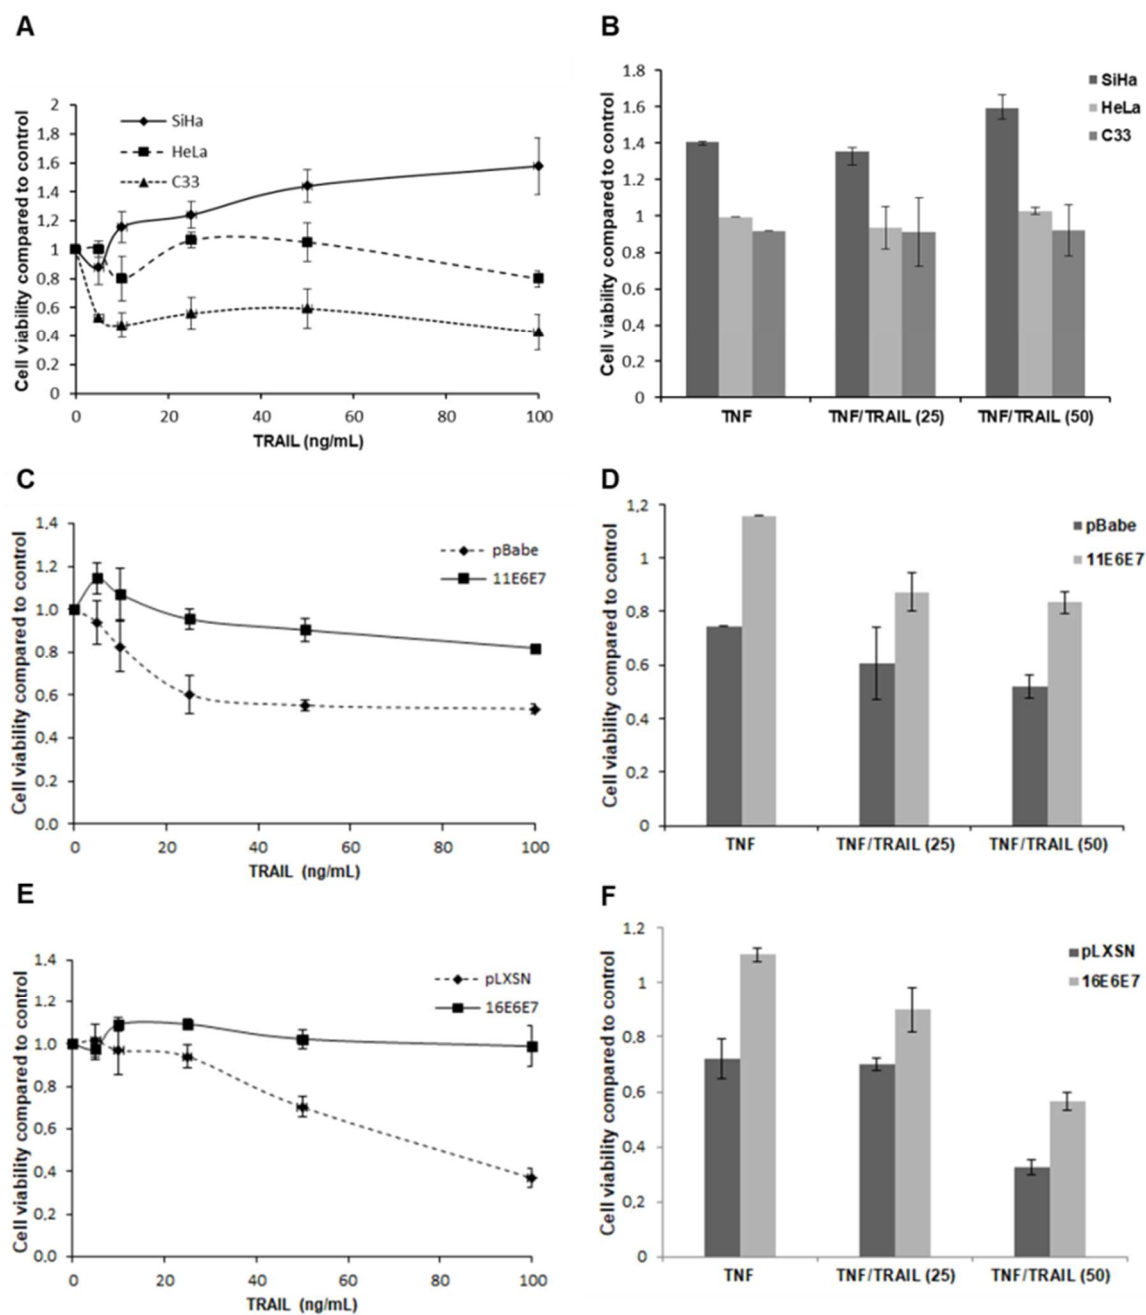 A
Cell viability compared to control
2
1.8
1.6
1.4
1.2
1
0.8
0.6
0.4
0.2
0
SiHa
HeLa
C33
0 20 40 60 80 100
TRAIL (ng/mL)
B
Cell viability compared to control
1.8
1.6
1.4
1.2
1
0.8
0.6
0.4
0.2
0
SiHa
HeLa
C33
TNF TNF/TRAIL (25) TNF/TRAIL (50)
C
Cell viability compared to control
1.4
1.2
1.0
0.8
0.6
0.4
0.2
0.0
pBabe
11E6E7
0 20 40 60 80 100
TRAIL (ng/mL)
D
Cell viability compared to control
1,2
1
0,8
0,6
0,4
0,2
0
pBabe
11E6E7
TNF TNF/TRAIL (25) TNF/TRAIL (50)
E
Cell viability compared to control
1.4
1.2
1.0
0.8
0.6
0.4
0.2
0.0
pLXSN
16E6E7
0 20 40 60 80 100
TRAIL (ng/mL)
F
Cell viability compared to control
1.2
1
0.8
0,6
0,4
0,2
0
pLXSN
16E6E7
TNF TNF/TRAIL (25) TNF/TRAIL (50)